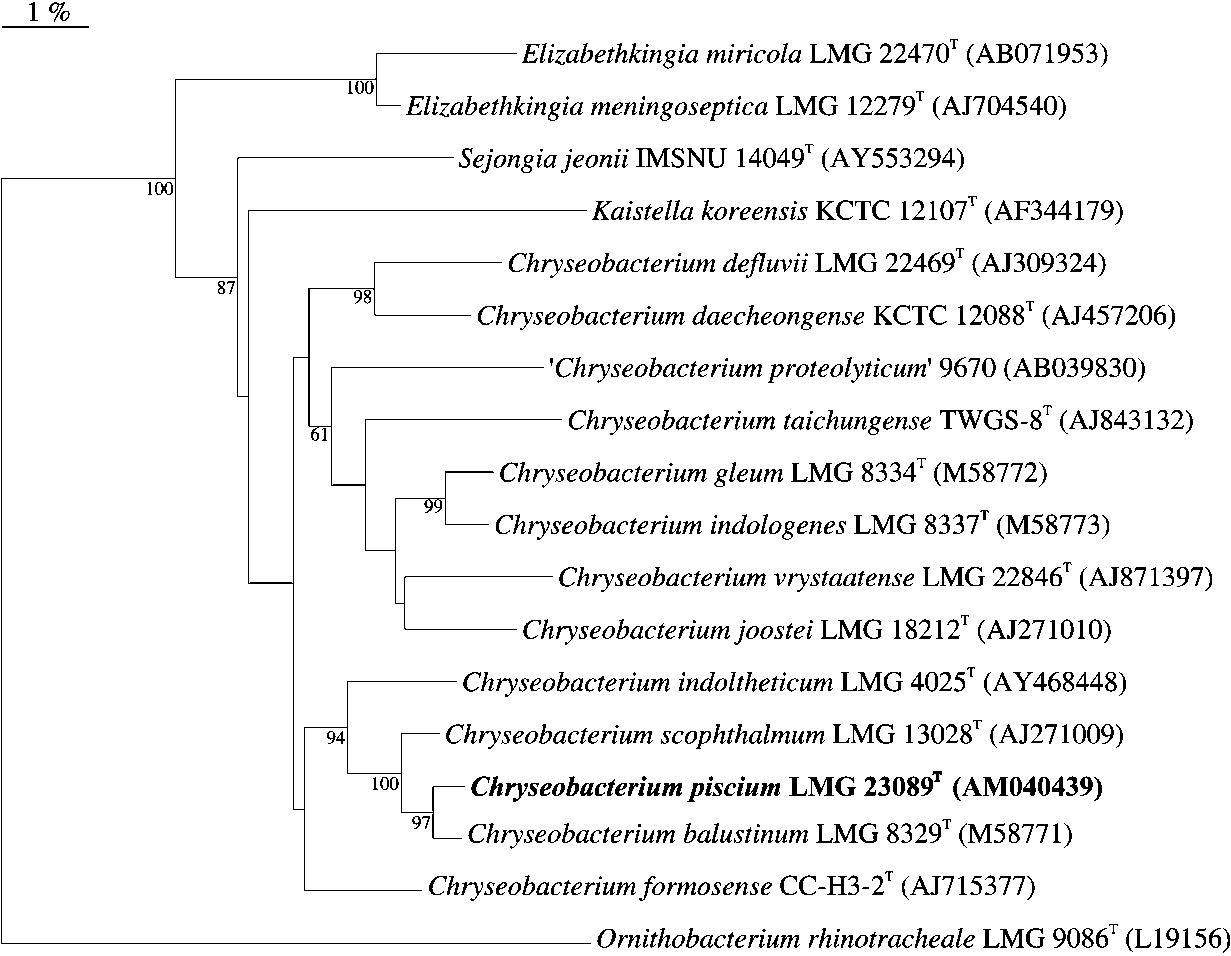 1 %
Elizabethkingia miricola LMG 22470T (AB071953)
100
Elizabethkingia meningoseptica LMG 12279T (AJ704540)
Sejongia jeonii IMSNU 14049T (AY553294)
100
Kaistella koreensis KCTC 12107T (AF344179)
Chryseobacterium defluvii LMG 22469T (AJ309324)
87
98
Chryseobacterium daecheongense KCTC 12088T (AJ457206)
'Chryseobacterium proteolyticum' 9670 (AB039830)
Chryseobacterium taichungense TWGS-8T (AJ843132)
61
Chryseobacterium gleum LMG 8334T (M58772)
99
Chryseobacterium indologenes LMG 8337T (M58773)
Chryseobacterium vrystaatense LMG 22846T (AJ871397)
Chryseobacterium joostei LMG 18212T (AJ271010)
Chryseobacterium indoltheticum LMG 4025T (AY468448)
94
Chryseobacterium scophthalmum LMG 13028T (AJ271009)
100
Chryseobacterium piscium LMG 23089T (AM040439)
97
Chryseobacterium balustinum LMG 8329T (M58771)
Chryseobacterium formosense CC-H3-2T (AJ715377)
Ornithobacterium rhinotracheale LMG 9086T (L19156)